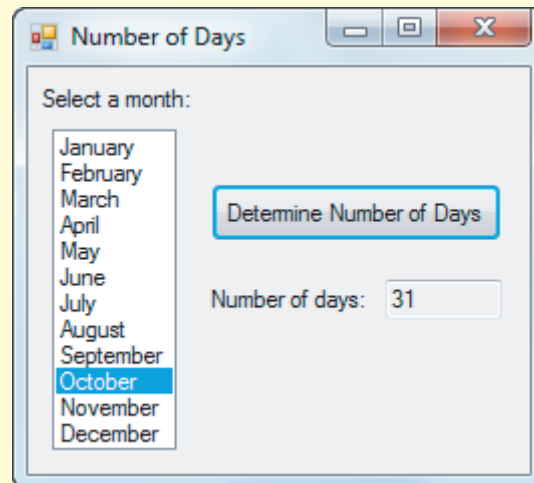 Number of Days
Select a month:
January
February
March
April
May
June
July
August
September
October
November
December
Determine Number of Days
Number of days: 31